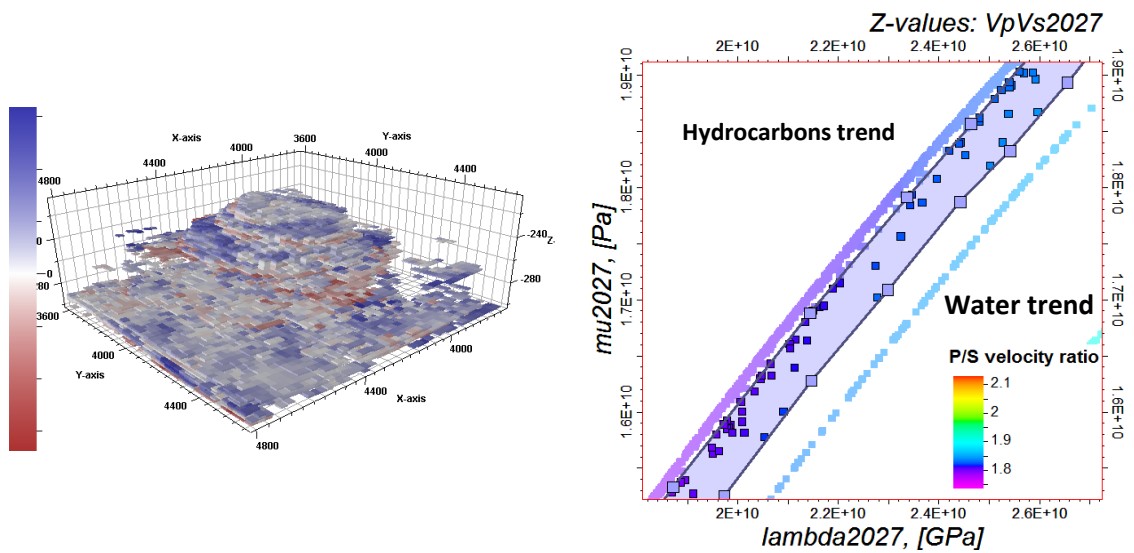 X-axis
3600
Y-axis
4000
4000
4400
4400
4800
4800
0
-240
Z-
0
-280
3600
4000
4000
Y-axis
4400
4400
X-axis
4800
Z-values: VpVs2027
2E+10
2.2E+10
2.4E+10
2.6E+10
mu2027, [Pa]
1.9E+10
1.8E+10
1.7E+10
1.6E+10
Hydrocarbons trend
Water trend
P/S velocity ratio
2.1
2
1.9
1.8
1.9E+10
1.8E+10
1.7E+10
1.6E+10
2E+10
2.2E+10
2.4E+10
2.6E+10
lambda2027, [GPa]